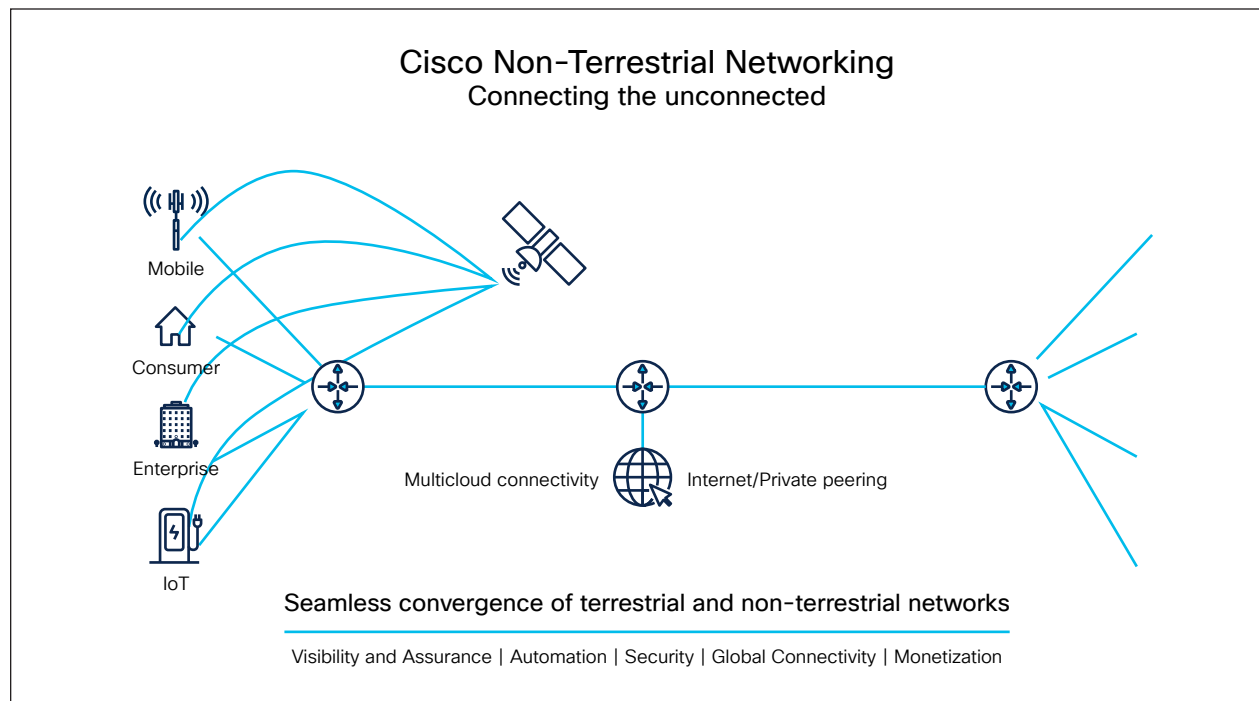 Cisco Non-Terrestrial Networking
Connecting the unconnected
Mobile
Consumer
Enterprise
IoT
Multicloud connectivity
Internet/Private peering
Seamless convergence of terrestrial and non-terrestrial networks
Visibility and Assurance | Automation | Security | Global Connectivity | Monetization